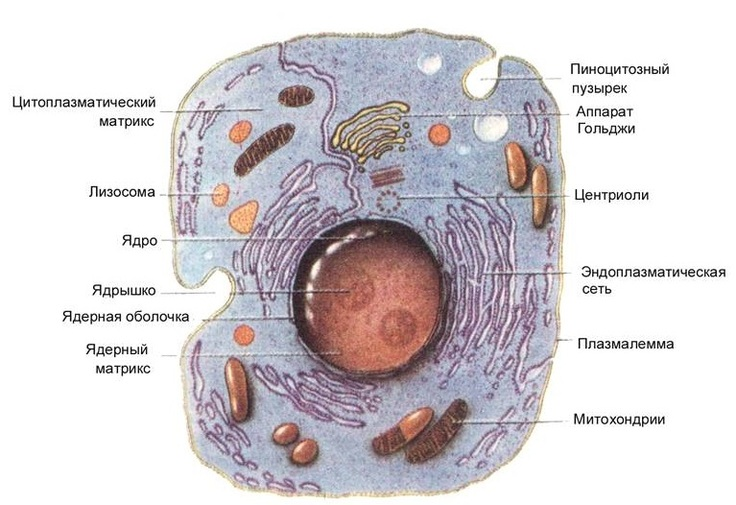 Цитоплазматический
матрикс
Лизосома
Ядро
Ядрышко
Ядерная оболочка
Ядерный
матрикс
Пиноцитозный
пузырек
Аппарат
Гольджи
Центриоли
Эндоплазматическая
сеть
Плазмалемма
Митохондрии